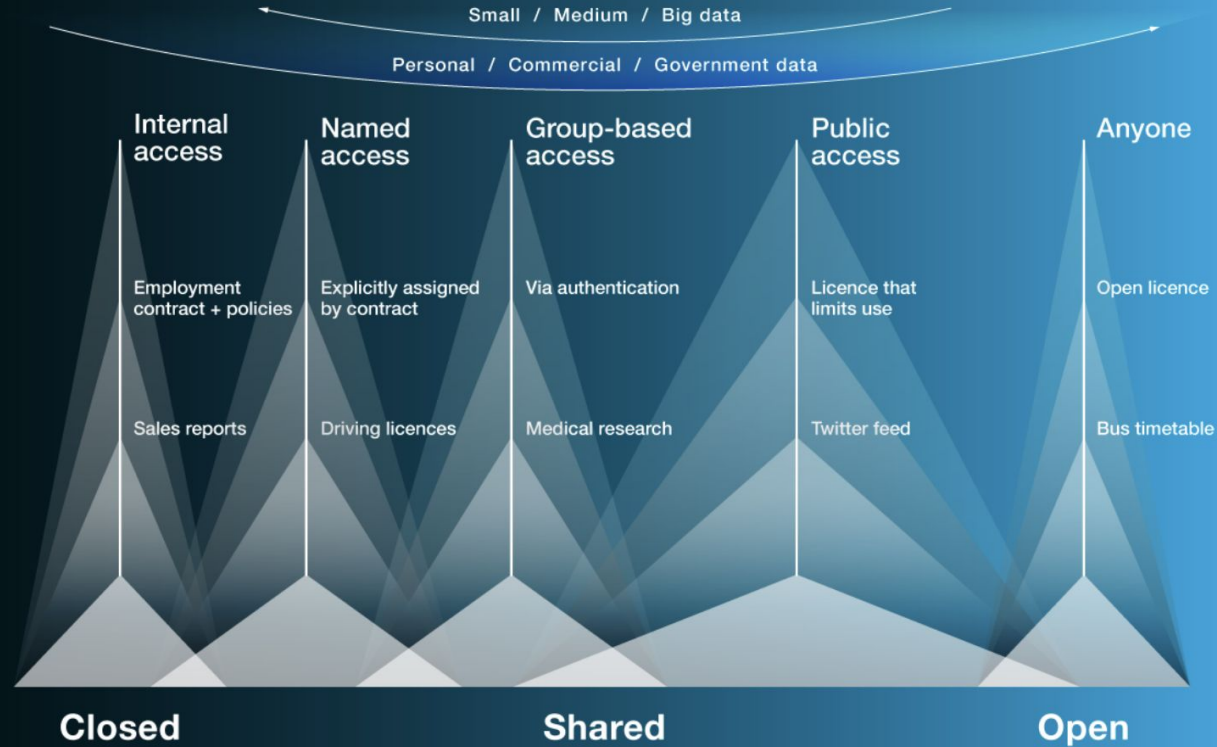 Small / Medium / Big data
Personal / Commercial / Government data
Internal
access
Named
access
Group-based
access
Public
access
Anyone
Employment
contract + policies
Explicitly assigned
by contract
Via authentication
Licence that
limits use
Open licence
Sales reports
Driving licences
Medical research
Twitter feed
Bus timetable
Closed
Shared
Open